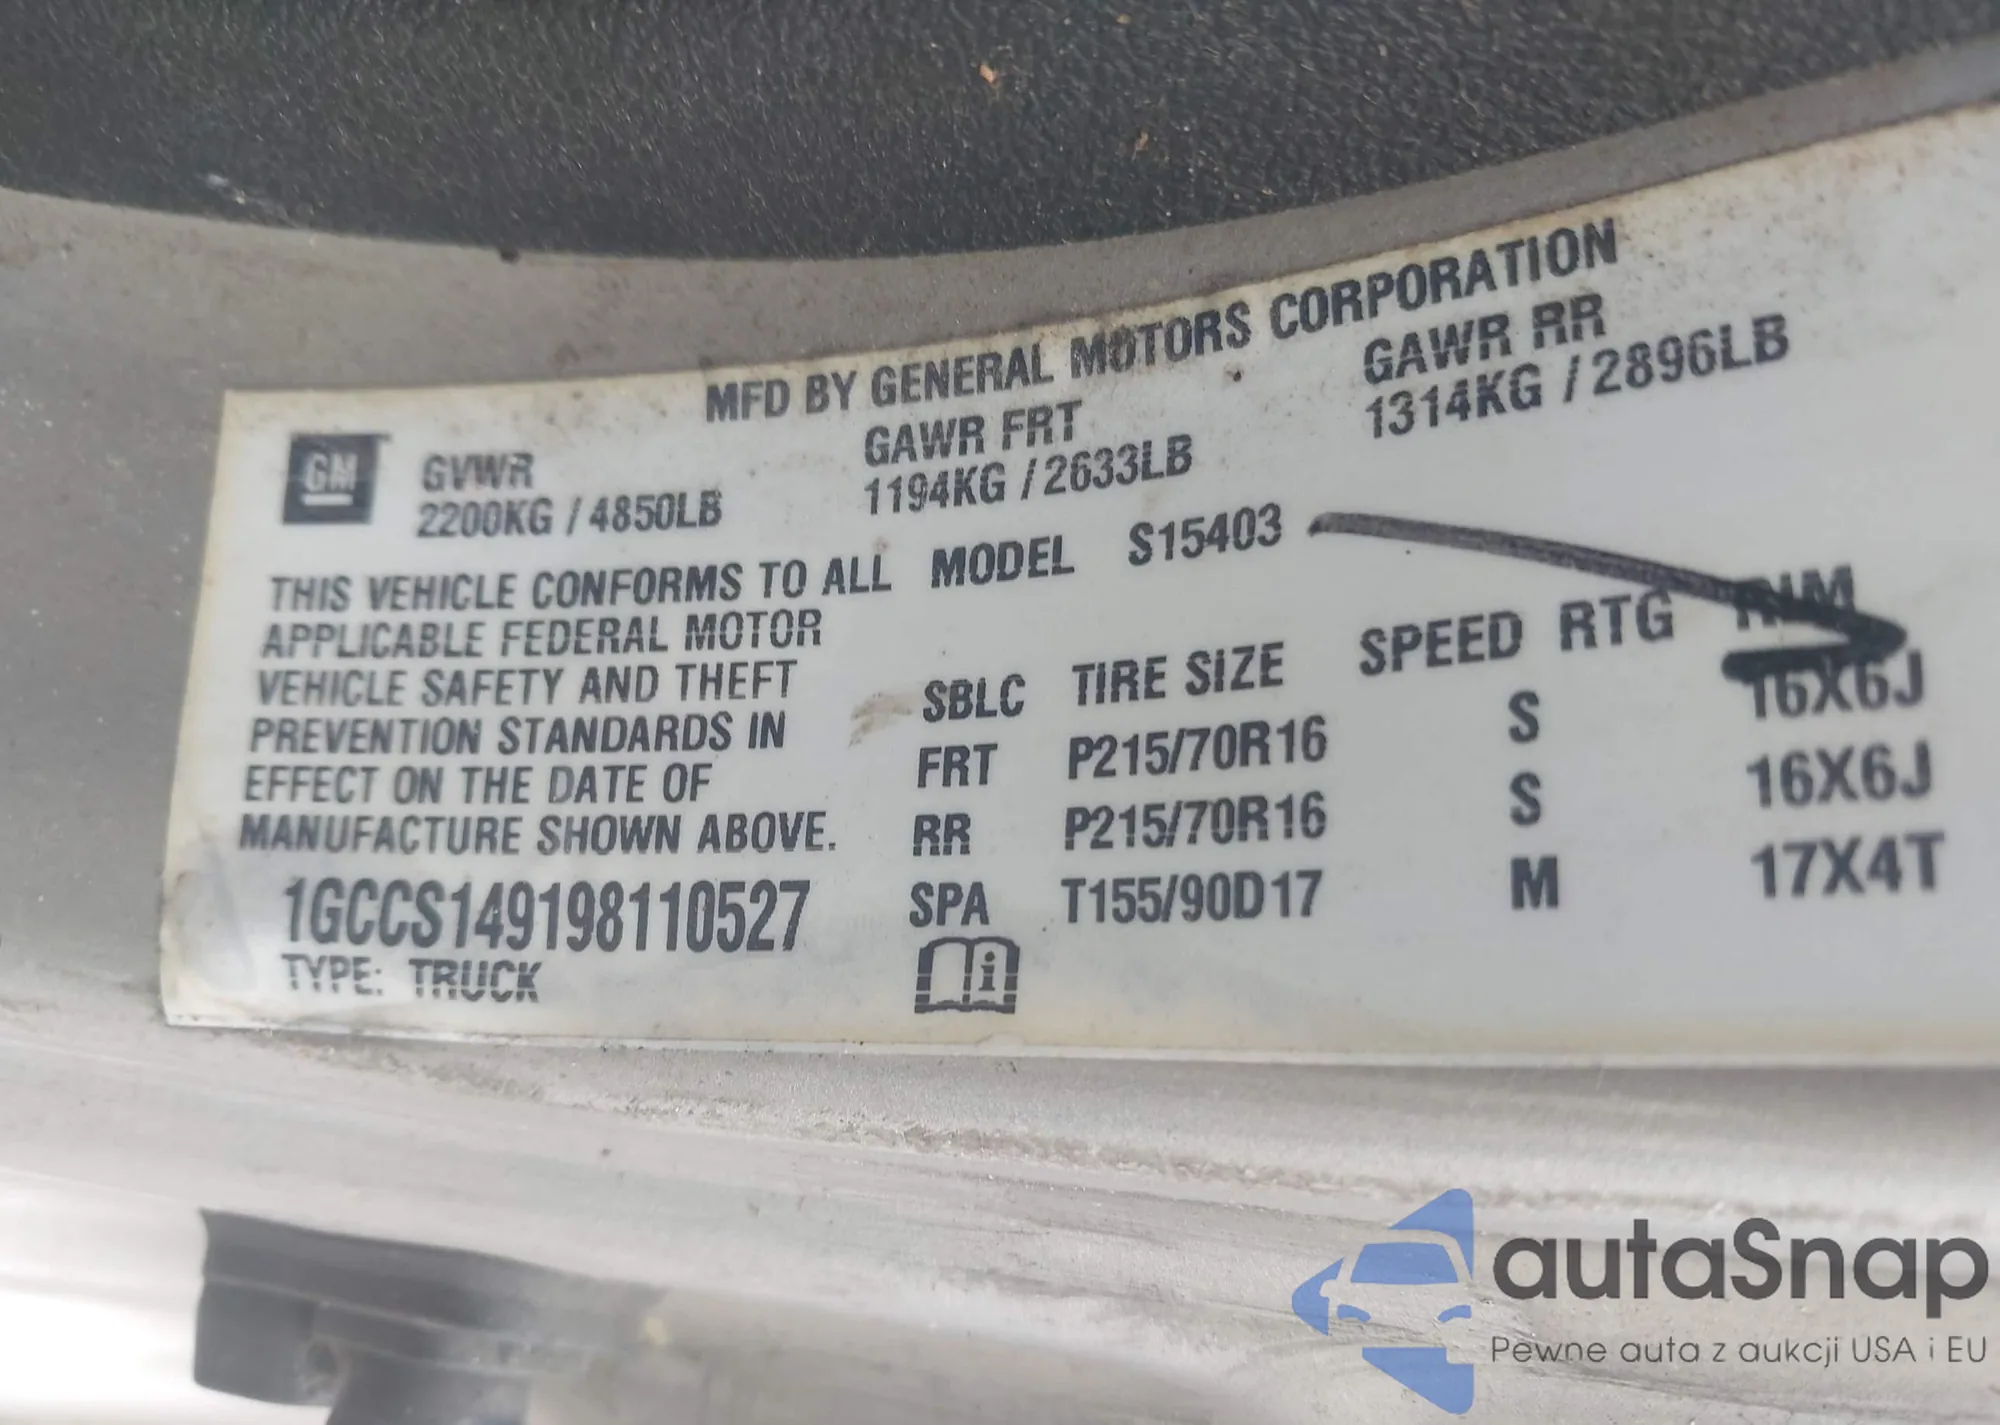 MFD BY GENERAL MOTORS CORPORATION
GM
GVWR GAWR FRT GAWR RR
2200KG / 4850LB 1194KG / 2633LB 1314KG / 2896LB
THIS VEHICLE CONFORMS TO ALL
APPLICABLE FEDERAL MOTOR
VEHICLE SAFETY AND THEFT
PREVENTION STANDARDS IN
EFFECT ON THE DATE OF
MANUFACTURE SHOWN ABOVE.
1GCCS149198110527
TYPE: TRUCK
MODEL S15403
SBLC TIRE SIZE SPEED RTG RIM
FRT P215/70R16 S 16X6J
RR P215/70R16 S 16X6J
SPA T155/90D17 M 17X4T
i
autaSnap
Pewne auta z aukcji USA i EU